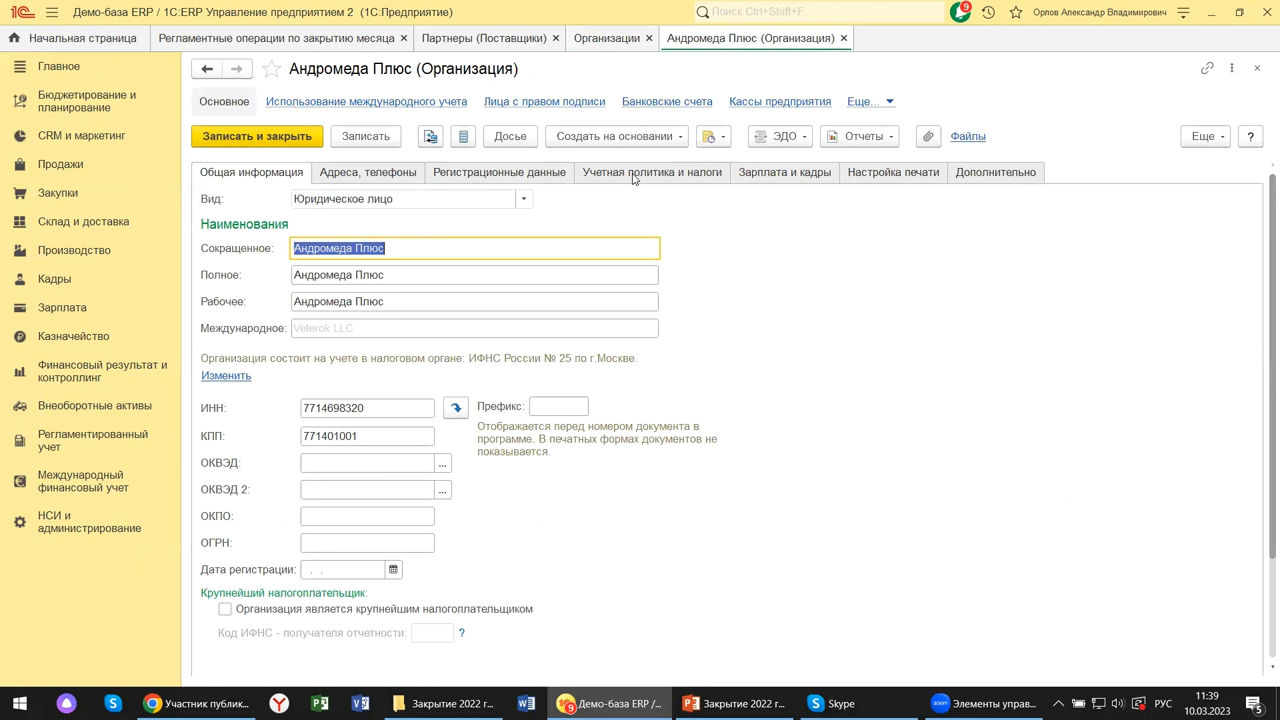 Демо-база ERP / 1С:ERP Управление предприятием 2 (1С:Предприятие)
Поиск Ctrl+Shift+F
9
Орлов Александр Владимирович
Начальная страница
Регламентные операции по закрытию месяца
Партнеры (Поставщики)
Организации
Андромеда Плюс (Организация)
Главное
Бюджетирование и
планирование
CRM и маркетинг
Продажи
Закупки
Склад и доставка
Производство
Кадры
Зарплата
Казначейство
Финансовый результат и
контроллинг
Внеоборотные активы
Регламентированный
учет
Международный
финансовый учет
НСИ и
администрирование
Андромеда Плюс (Организация)
Основное
Использование международного учета
Лица с правом подписи
Банковские счета
Кассы предприятия
Еще...
Записать и закрыть
Записать
Досье
Создать на основании
ЭДО
Отчеты
Файлы
Еще
?
Общая информация
Адреса, телефоны
Регистрационные данные
Учетная политика и налоги
Зарплата и кадры
Настройка печати
Дополнительно
Вид:
Юридическое лицо
Наименования
Сокращенное:
Андромеда Плюс
Полное:
Андромеда Плюс
Рабочее:
Андромеда Плюс
Международное:
Veterok LLC
Организация состоит на учете в налоговом органе: ИФНС России № 25 по г.Москве.
Изменить
ИНН:
7714698320
Префикс:
Отображается перед номером документа в
программе. В печатных формах документов не
показывается.
КПП:
771401001
ОКВЭД:
...
ОКВЭД 2:
...
ОКПО:
ОГРН:
Дата регистрации:
. .
Крупнейший налогоплательщик:
Организация является крупнейшим налогоплательщиком
Код ИФНС - получателя отчетности:
?
Участник публик...
Закрытие 2022 г...
Демо-база ERP /...
Закрытие 2022 г...
Skype
Элементы управ...
РУС
11:39
10.03.2023
5